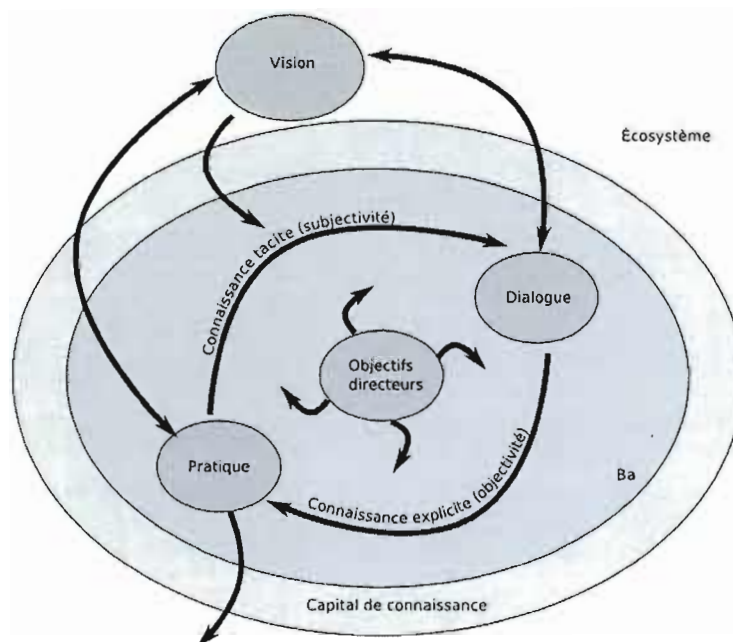 Vision
Écosystème
Connaissance tacite (subjectivité)
Dialogue
Objectifs
directeurs
Pratique
Connaissance explicite (objectivité)
Ba
Capital de connaissance